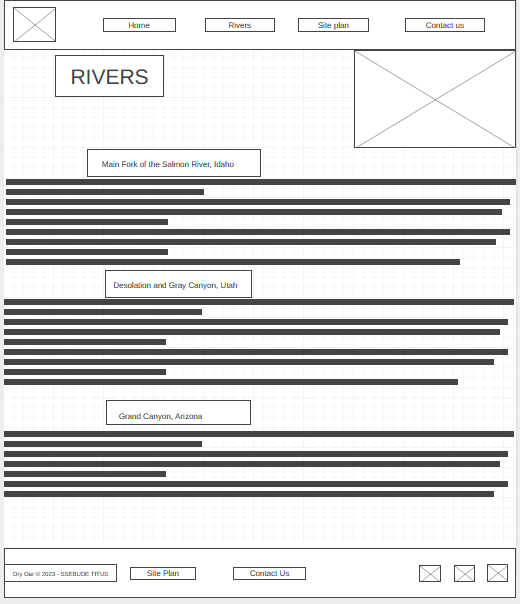 Home
Rivers
Site plan
Contact us
RIVERS
Main Fork of the Salmon River, Idaho
Desolation and Gray Canyon, Utah
Grand Canyon, Arizona
Dry Oar © 2023 - SSEBUDE TITUS
Site Plan
Contact Us